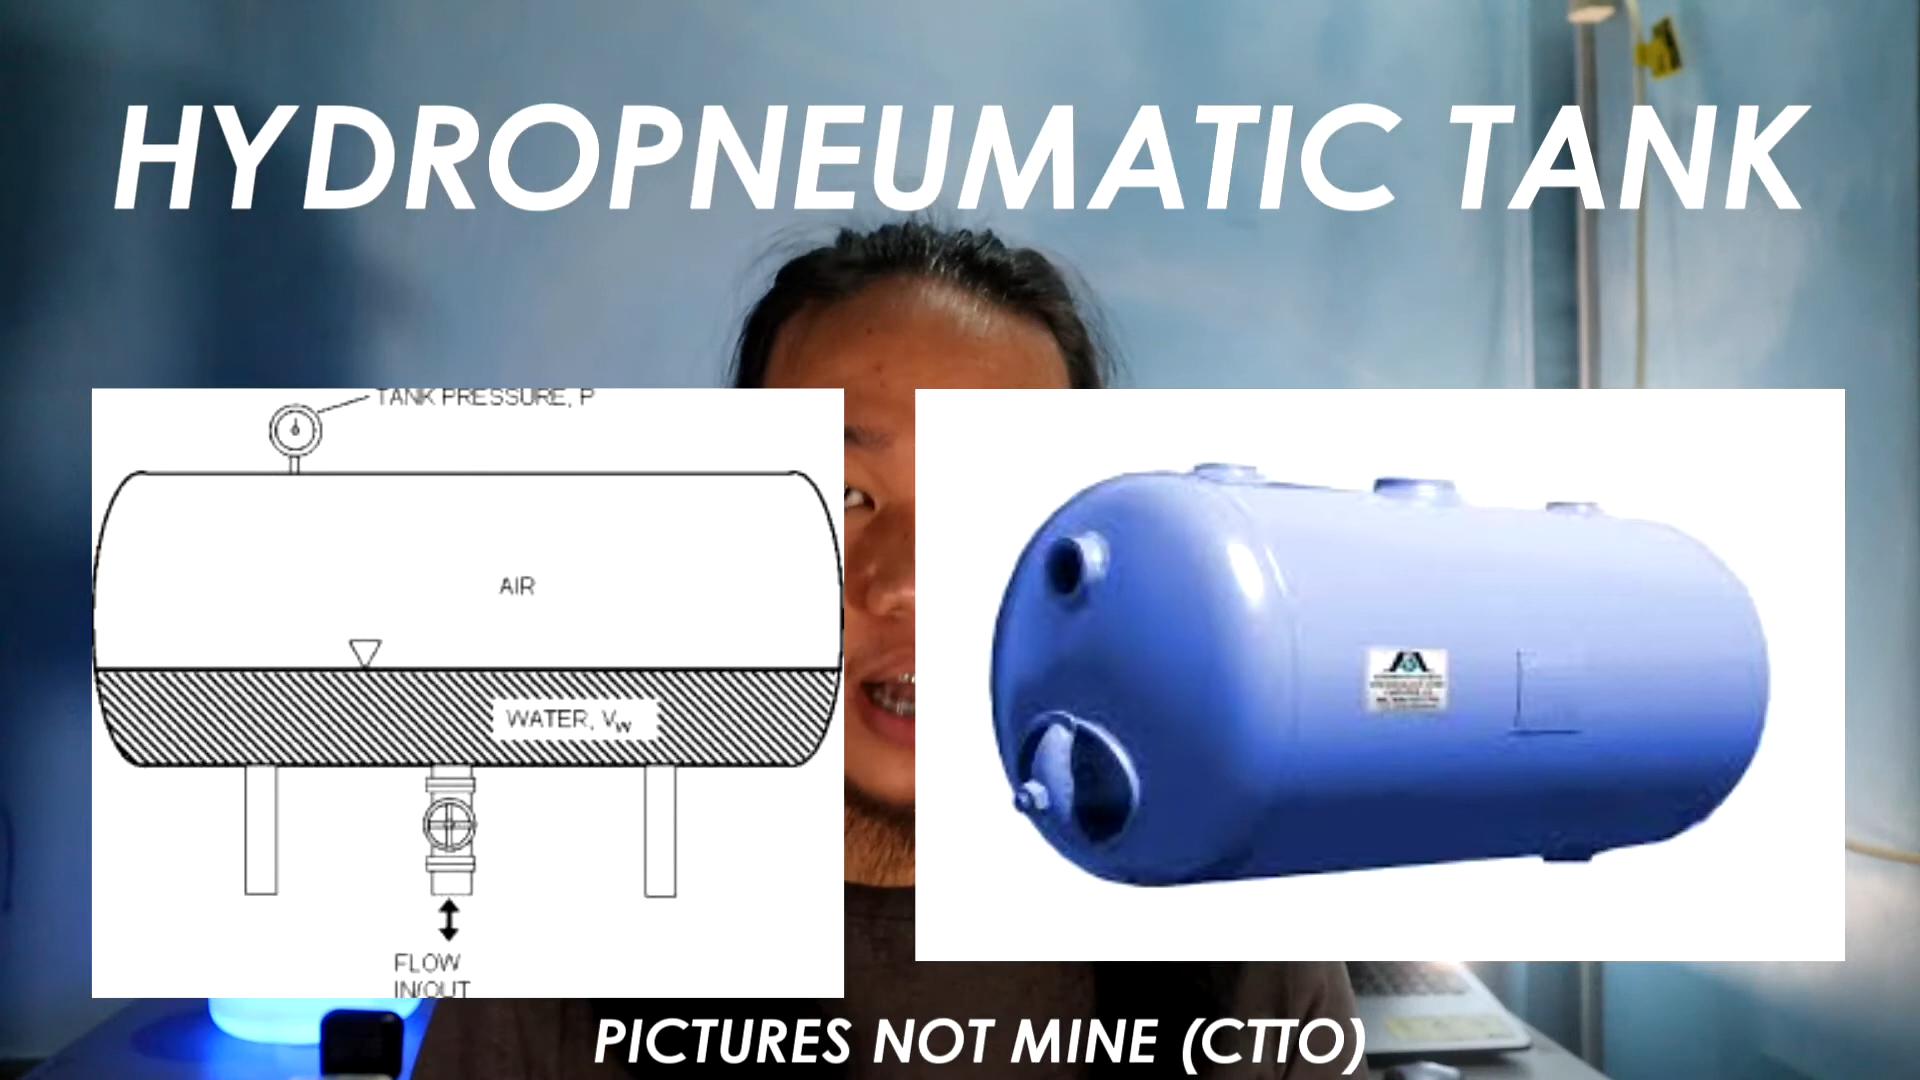 HYDROPNEUMATIC TANK
TANK PRESSURE, P
AIR
WATER, Vw
FLOW
IN/OUT
PICTURES NOT MINE (CTTO)